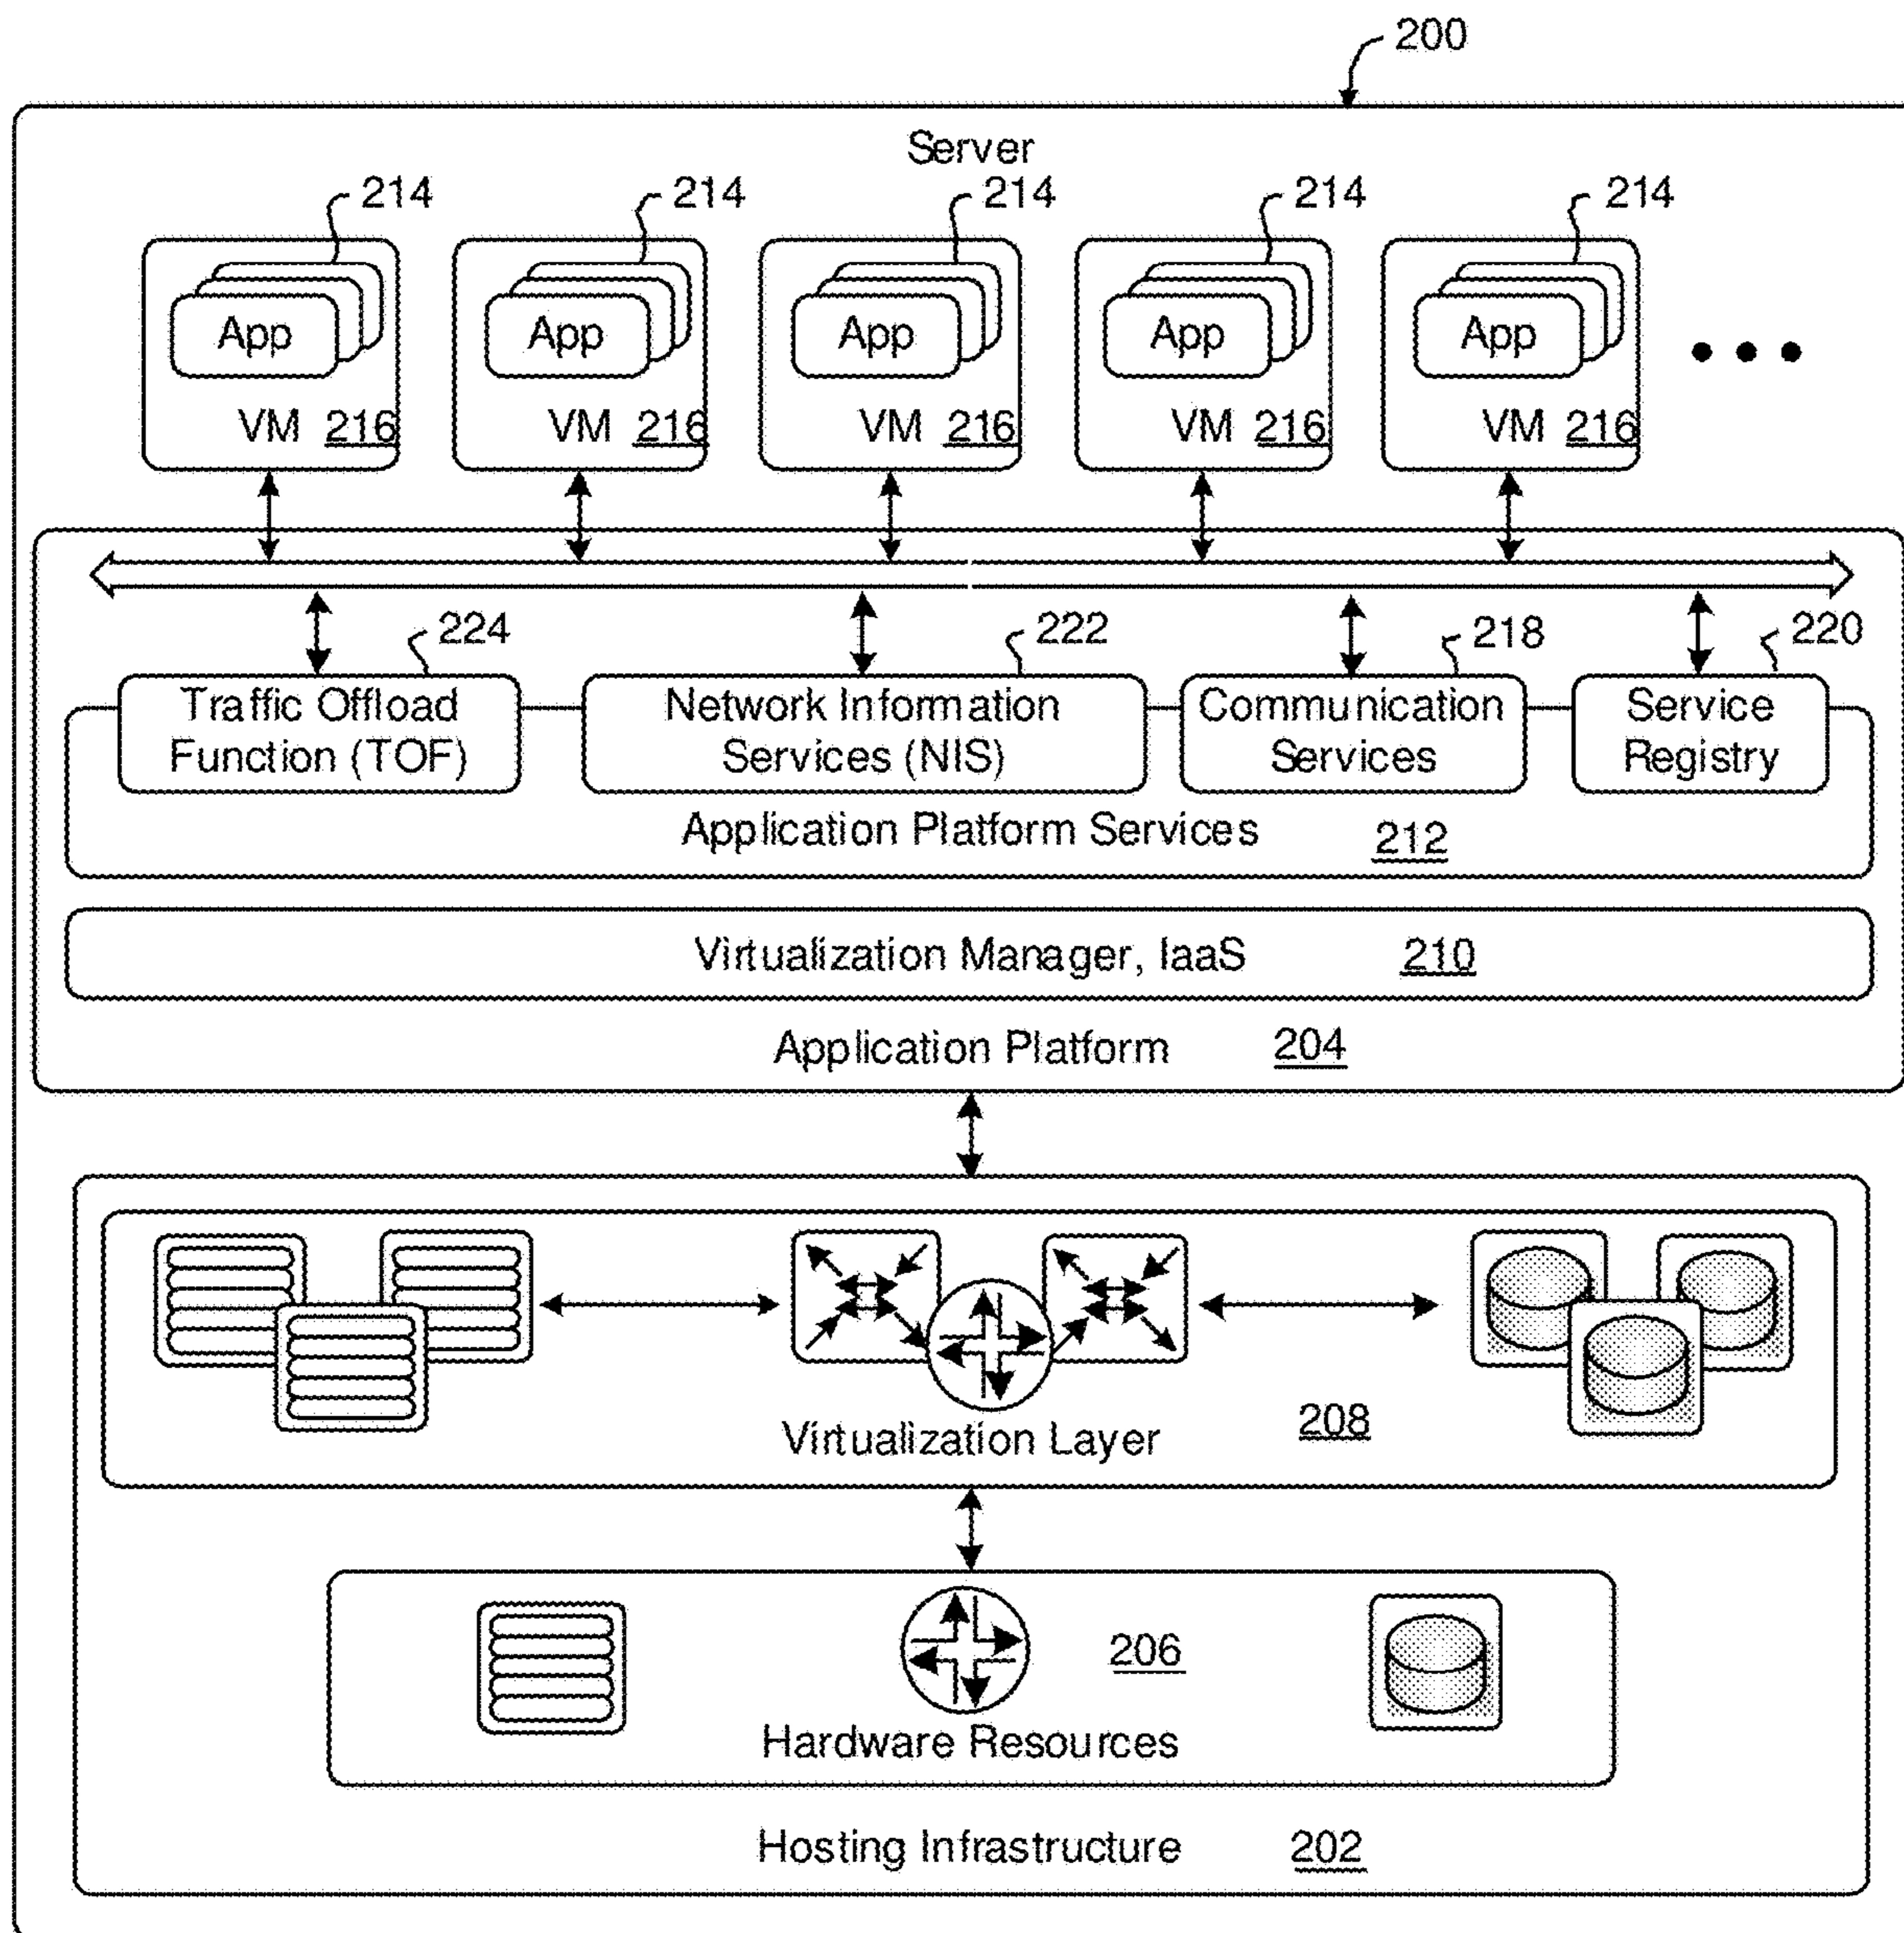 200
Server
214 214 214 214 214
App App App App App
VM 216 VM 216 VM 216 VM 216 VM 216
224 222 218 220
Traffic Offload
Function (TOF)
Network Information
Services (NIS)
Communication
Services
Service
Registry
Application Platform Services 212
Virtualization Manager, IaaS 210
Application Platform 204
208
Virtualization Layer
206
Hardware Resources
Hosting Infrastructure 202